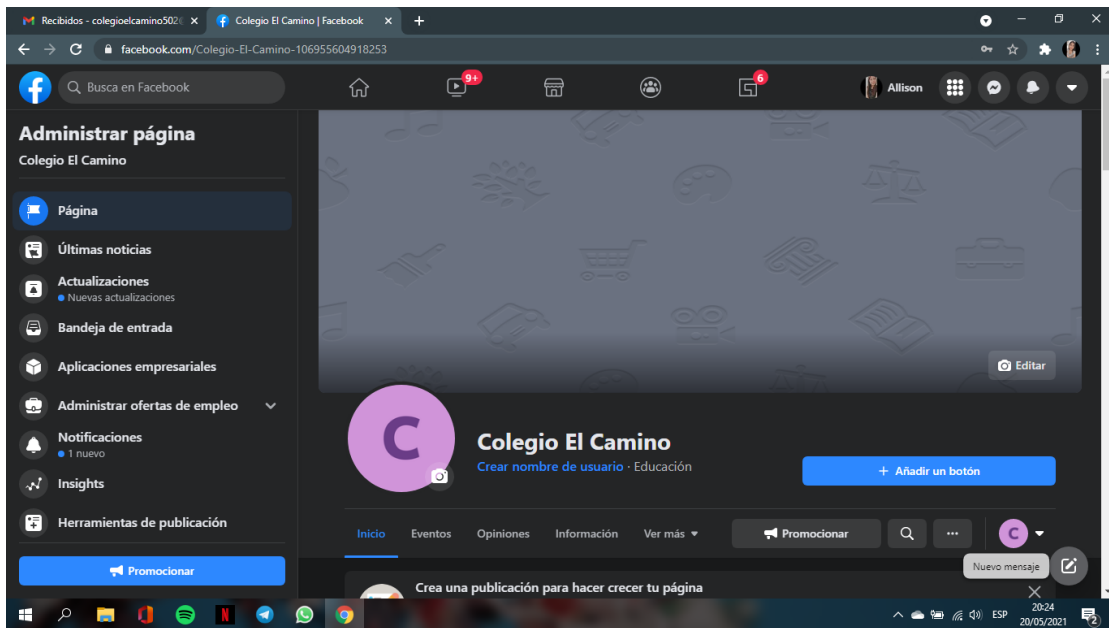 Recibidos - colegioelcamino502
Colegio El Camino | Facebook
facebook.com/Colegio-El-Camino-106955604918253
Busca en Facebook
9+
6
Allison
Administrar página
Colegio El Camino
Página
Últimas noticias
Actualizaciones
Nuevas actualizaciones
Bandeja de entrada
Aplicaciones empresariales
Administrar ofertas de empleo
Notificaciones
1 nuevo
Insights
Herramientas de publicación
Promocionar
Editar
C
Colegio El Camino
Crear nombre de usuario · Educación
+ Añadir un botón
Inicio Eventos Opiniones Información Ver más Promocionar ... C
Nuevo mensaje
Crea una publicación para hacer crecer tu página
ESP
20:24
20/05/2021
2